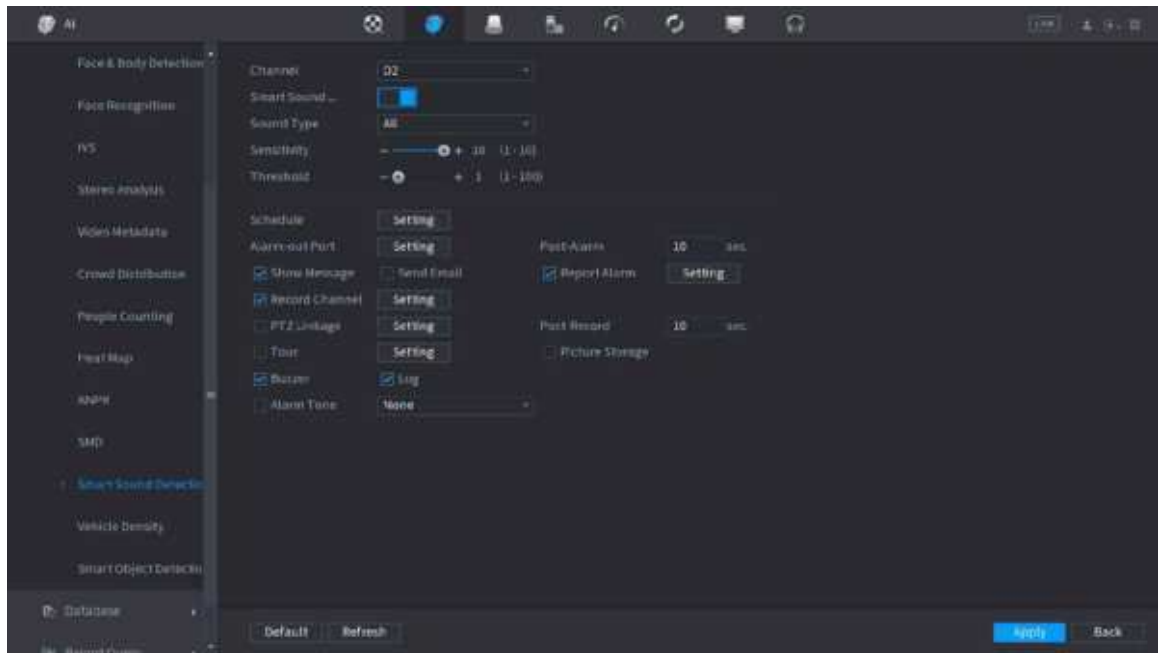 AI
LIVE
Face & Body Detection
Face Recognition
IVS
Stereo Analysis
Video Metadata
Crowd Distribution
People Counting
Heat Map
ANPR
SMD
Smart Sound Detectio
Vehicle Density
Smart Object Detectio
Database
Channel D2
Smart Sound ...
Sound Type All
Sensitivity - + 10 (1-10)
Threshold - + 1 (1-100)
Schedule Setting
Alarm-out Port Setting Post-Alarm 10 sec.
Show Message Send Email Report Alarm Setting
Record Channel Setting
PTZ Linkage Setting Post Record 10 sec.
Tour Setting Picture Storage
Buzzer Log
Alarm Tone None
Default Refresh Apply Back